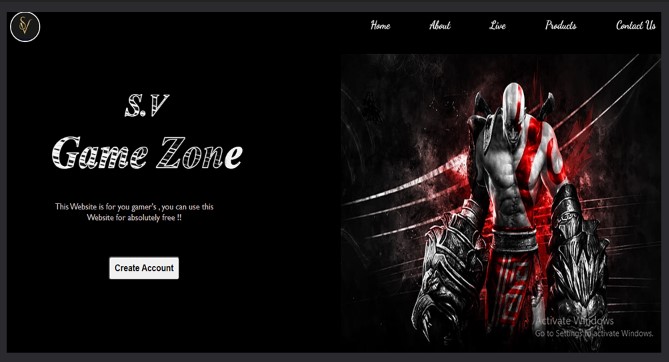 SV
Home About Live Products Contact Us
S.V
Game Zone
This Website is for you gamer's , you can use this
Website for absolutely free !!
Create Account
Activate Windows
Go to Settings to activate Windows.